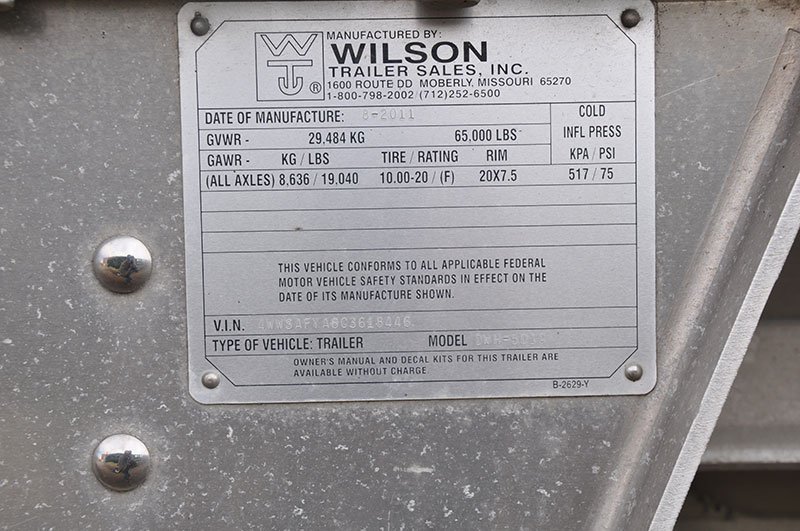 MANUFACTURED BY:
WILSON
TRAILER SALES, INC.
1600 ROUTE DD MOBERLY, MISSOURI 65270
1-800-798-2002 / (712)252-6500
WT ®
DATE OF MANUFACTURE: 8-2011
COLD
INFL PRESS
KPA / PSI
GVWR - 29,484 KG 65,000 LBS
GAWR - KG / LBS TIRE / RATING RIM
(ALL AXLES) 8.636 / 19.040 10.00-20 / (F) 20X7.5 517 / 75
THIS VEHICLE CONFORMS TO ALL APPLICABLE FEDERAL
MOTOR VEHICLE SAFETY STANDARDS IN EFFECT ON THE
DATE OF ITS MANUFACTURE SHOWN.
V.I.N.
TYPE OF VEHICLE: TRAILER MODEL
OWNER'S MANUAL AND DECAL KITS FOR THIS TRAILER ARE
AVAILABLE WITHOUT CHARGE
B-2629-Y